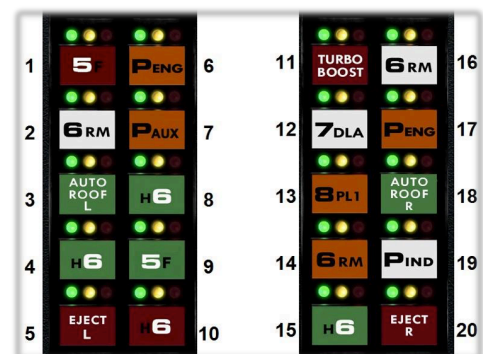 1 5F PENG 6
2 6RM PAUX 7
3 AUTO ROOF L H6 8
4 H6 5F 9
5 EJECT L H6 10
11 TURBO BOOST 6RM 16
12 7DLA PENG 17
13 8PL1 AUTO ROOF R 18
14 6RM PIND 19
15 H6 EJECT R 20